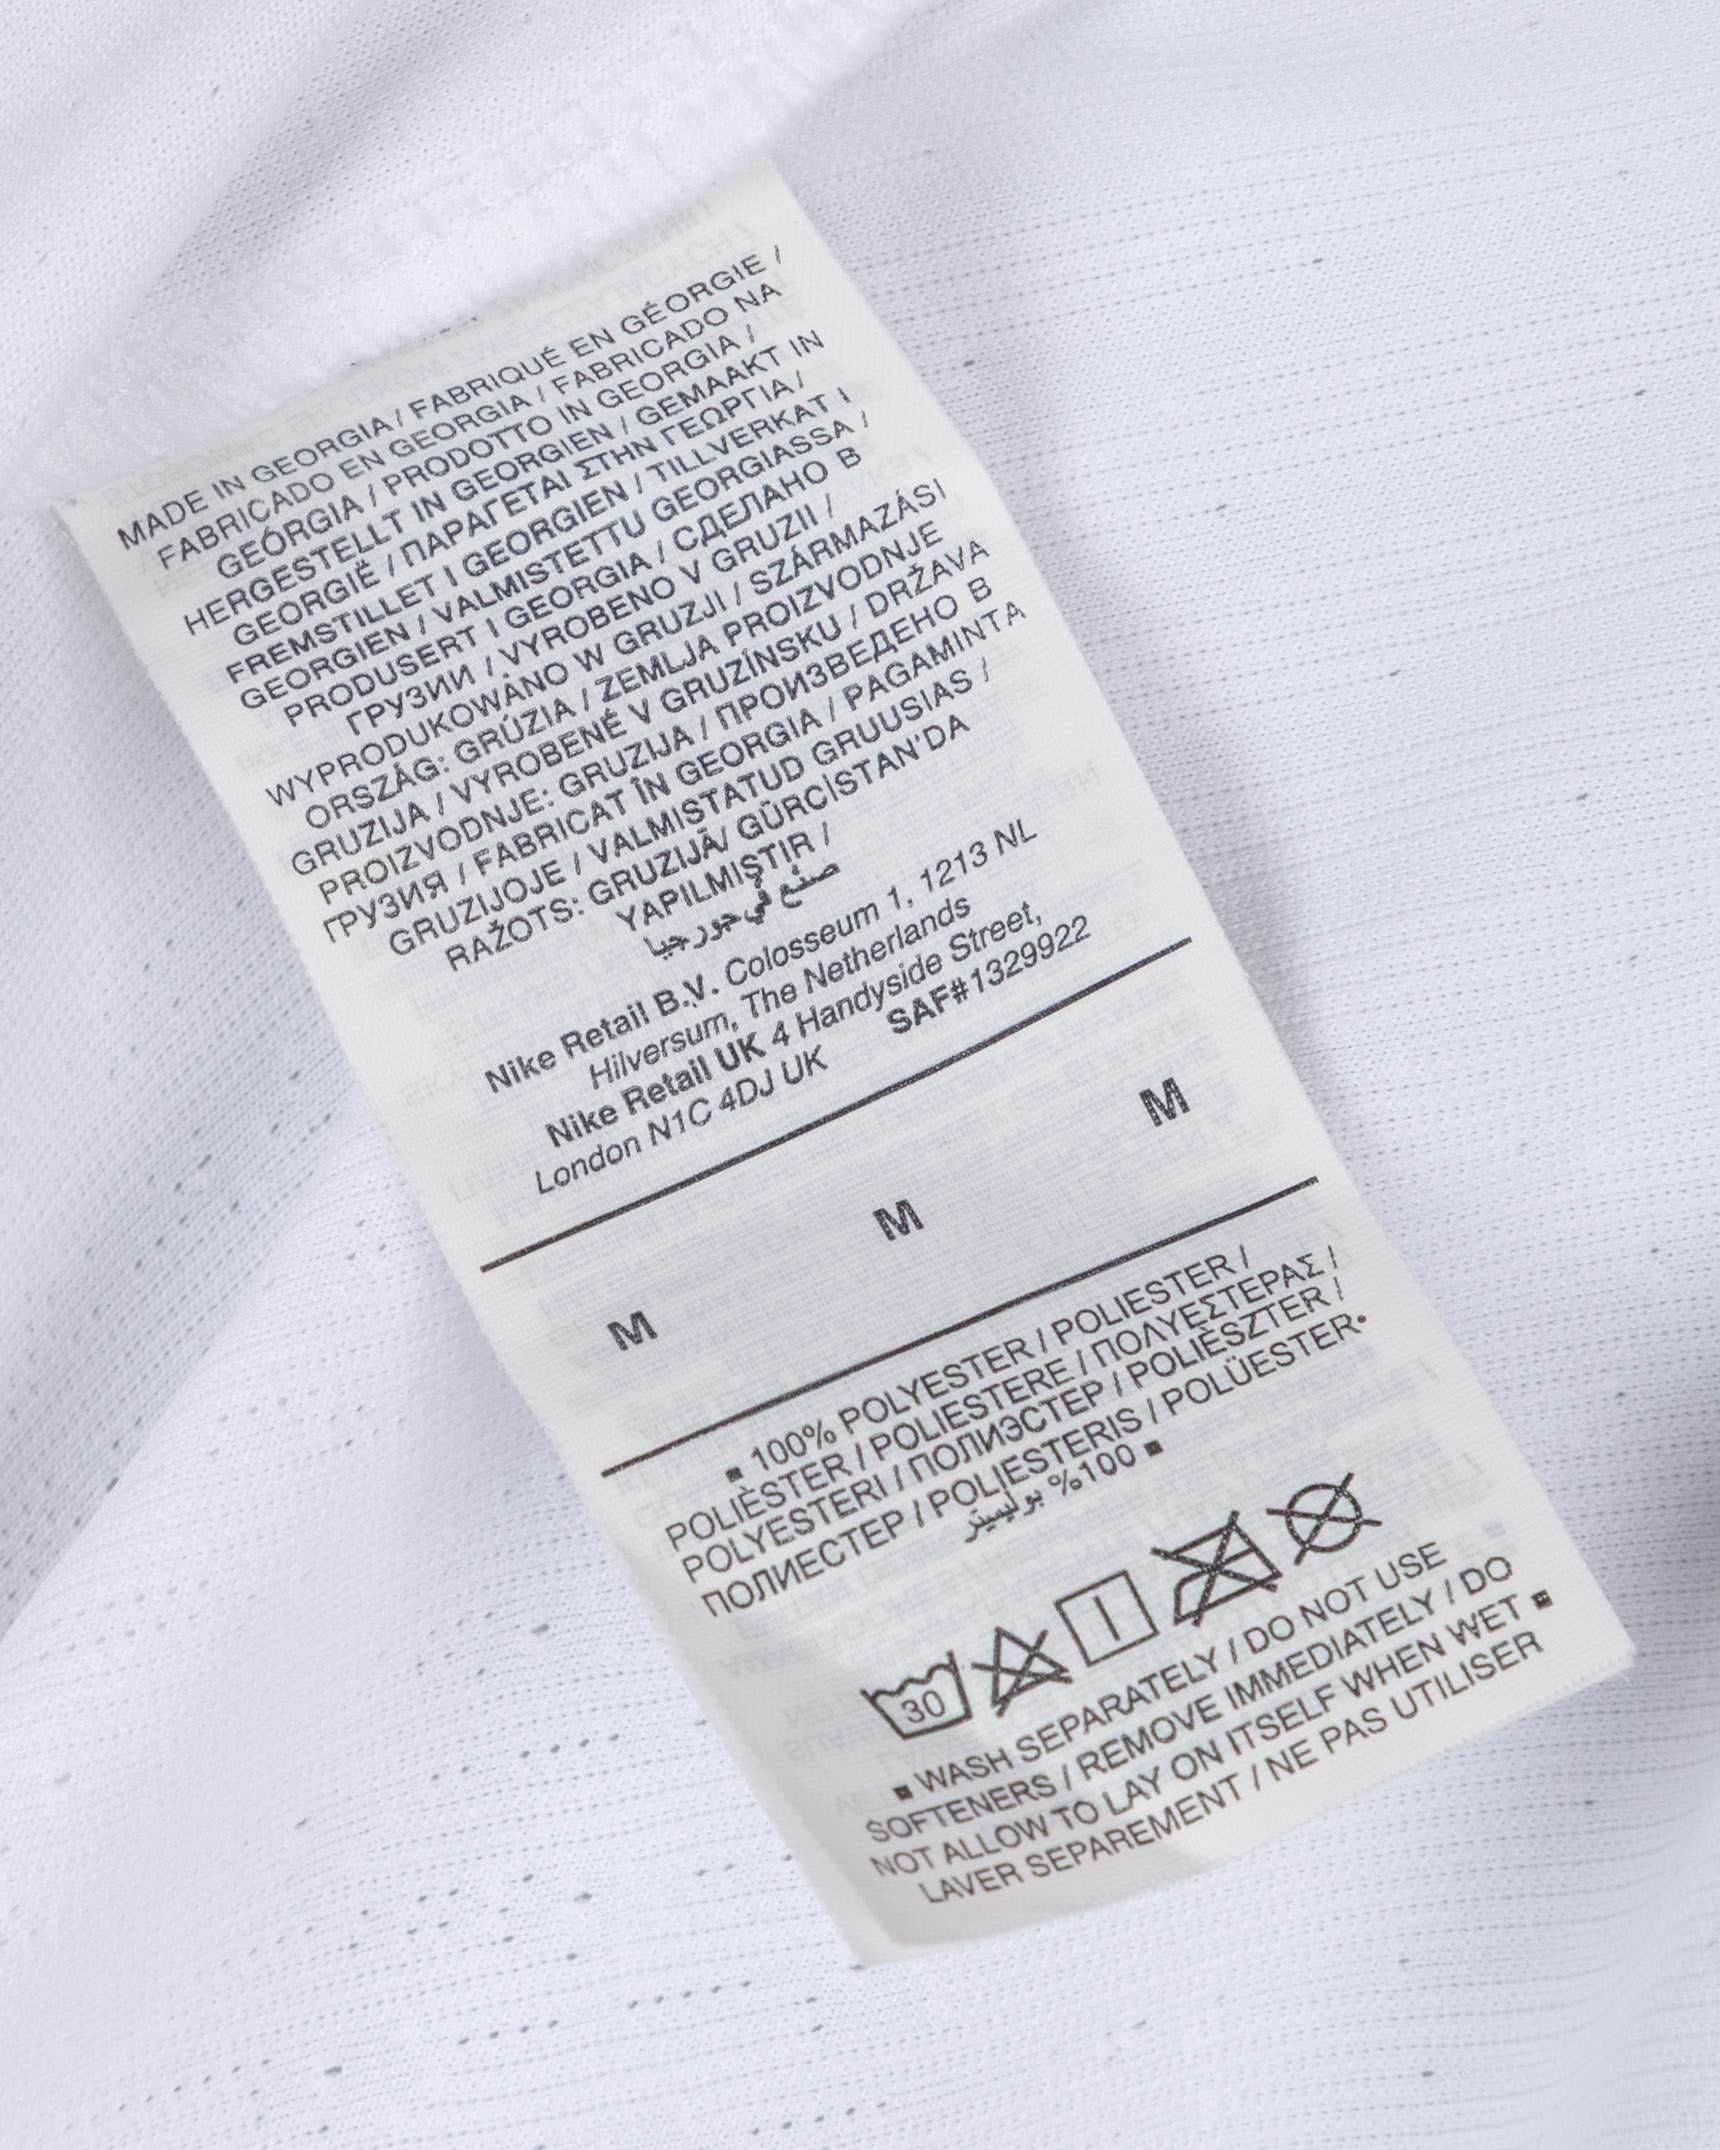 MADE IN GEORGIA / FABRIQUÉ EN GÉORGIE /
FABRICADO EN GEORGIA / FABRICADO NA
GEÓRGIA / PRODOTTO IN GEORGIA /
HERGESTELLT IN GEORGIEN / GEMAAKT IN
GEORGIË / ΠΑΡΑΓΕΤΑΙ ΣΤΗΝ ΓΕΩΡΓΙΑ /
FREMSTILLET I GEORGIEN / TILLVERKAT I
GEORGIEN / VALMISTETTU GEORGIASSA /
PRODUSERT I GEORGIA / СДЕЛАНО В
ГРУЗИИ / VYROBENO V GRUZII /
WYPRODUKOWANO W GRUZJI / SZÁRMAZÁSI
ORSZÁG: GRÚZIA / ZEMLJA PROIZVODNJE
GRUZIJA / VYROBENÉ V GRUZÍNSKU / DRŽAVA
PROIZVODNJE: GRUZIJA / ПРОИЗВЕДЕНО В
ГРУЗИЯ / FABRICAT ÎN GEORGIA / PAGAMINTA
GRUZIJOJE / VALMISTATUD GRUUSIAS /
RAŽOTS: GRUZIJĀ/ GÜRCİSTAN'DA
YAPILMIŞTIR /
صنع في جورجيا
Nike Retail B.V. Colosseum 1, 1213 NL
Hilversum, The Netherlands
Nike Retail UK 4 Handyside Street,
London N1C 4DJ UK SAF#1329922
M M M
▪ 100% POLYESTER / POLIESTER /
POLIÈSTER / POLIESTERE / ΠΟΛΥΕΣΤΕΡΑΣ /
POLYESTERI / ПОЛИЭСТЕР / POLIÈSZTER /
ПОЛИЕСТЕР / POLIESTERIS / POLÜESTER•
%100 بوليستر ▪
30
▪ WASH SEPARATELY / DO NOT USE
SOFTENERS / REMOVE IMMEDIATELY / DO
NOT ALLOW TO LAY ON ITSELF WHEN WET ▪
LAVER SEPAREMENT / NE PAS UTILISER